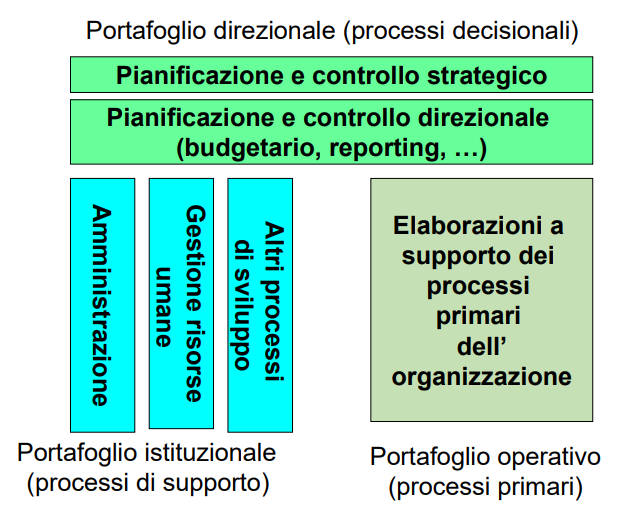 Portafoglio direzionale (processi decisionali)
Pianificazione e controllo strategico
Pianificazione e controllo direzionale
(budgetario, reporting, …)
Amministrazione
Gestione risorse
umane
Altri processi
di sviluppo
Elaborazioni a
supporto dei
processi
primari
dell’
organizzazione
Portafoglio istituzionale
(processi di supporto)
Portafoglio operativo
(processi primari)